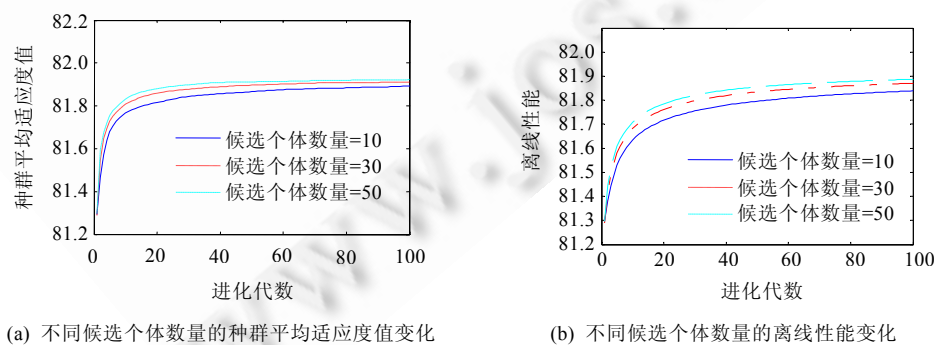 82.2
82.0
81.8
81.6
81.4
81.2
种群平均适应度值
候选个体数量=10
候选个体数量=30
候选个体数量=50
0 20 40 60 80 100
进化代数
(a) 不同候选个体数量的种群平均适应度值变化
82.0
81.9
81.8
81.7
81.6
81.5
81.4
81.3
81.2
离线性能
候选个体数量=10
候选个体数量=30
候选个体数量=50
0 20 40 60 80 100
进化代数
(b) 不同候选个体数量的离线性能变化
www.jos.